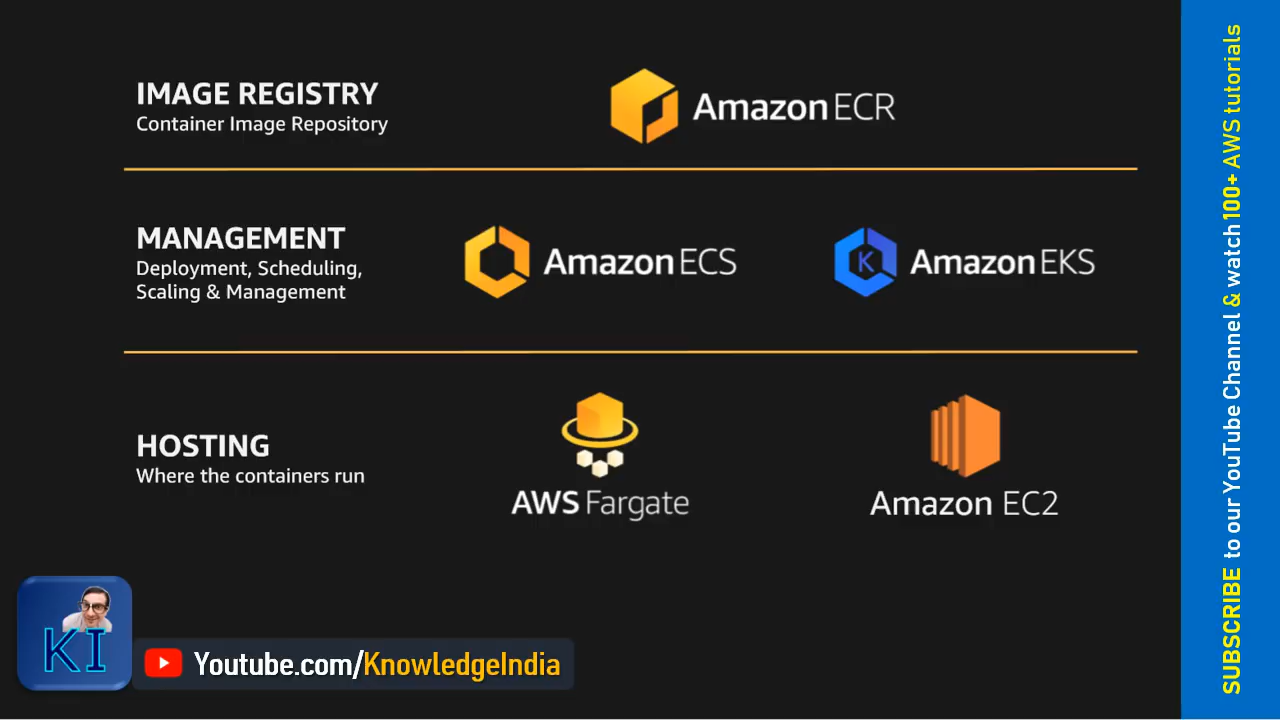 IMAGE REGISTRY
Container Image Repository
Amazon ECR
MANAGEMENT
Deployment, Scheduling,
Scaling & Management
Amazon ECS
K
Amazon EKS
HOSTING
Where the containers run
AWS Fargate
Amazon EC2
KI
Youtube.com/KnowledgeIndia
SUBSCRIBE to our YouTube Channel & watch 100+ AWS tutorials